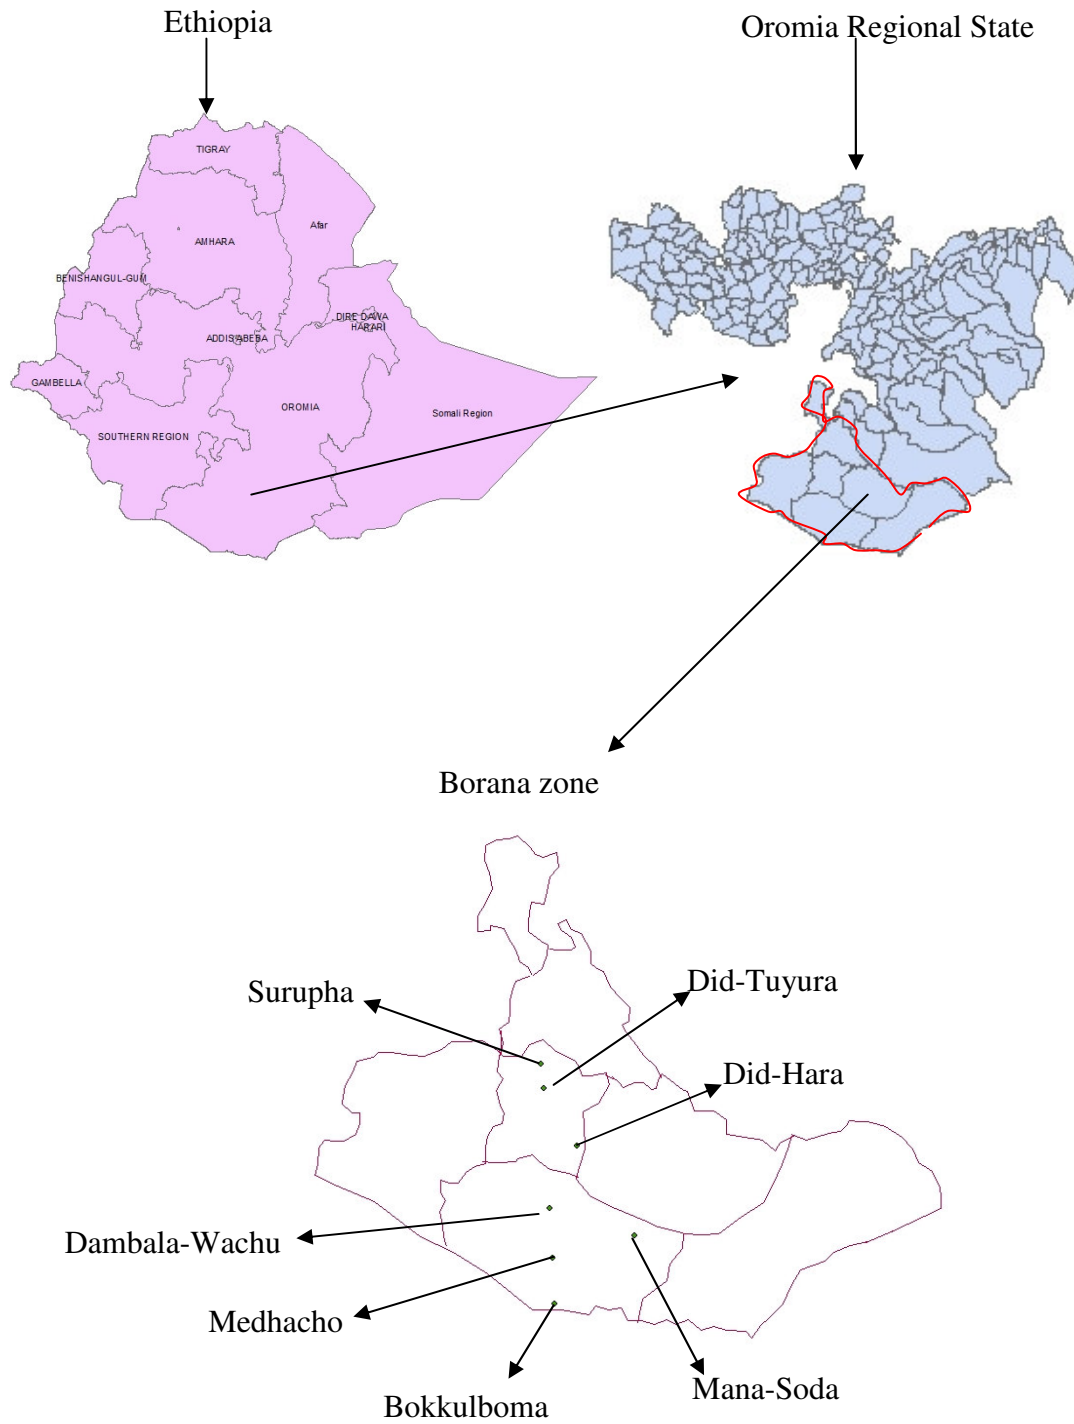 Ethiopia
Oromia Regional State
TIGRAY
Afar
AMHARA
BENISHANGUL-GUM
DIRE DAWA
HARARI
ADDIS ABEBA
GAMBELLA
OROMIA
Somali Region
SOUTHERN REGION
Borana zone
Surupha
Did-Tuyura
Did-Hara
Dambala-Wachu
Medhacho
Mana-Soda
Bokkulboma